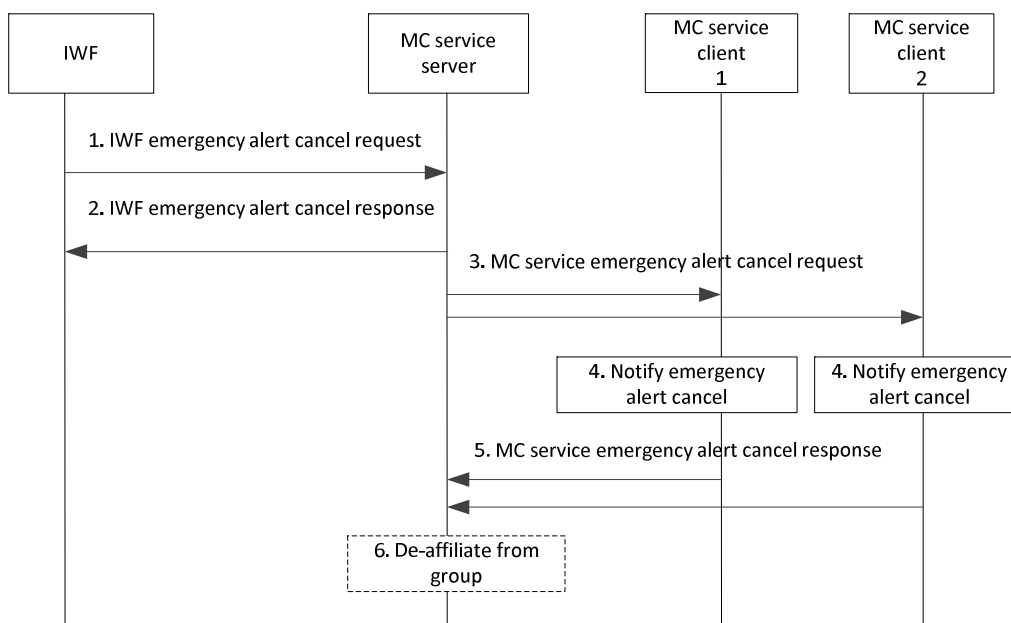 IWF
MC service
server
MC service
client
1
MC service
client
2
1. IWF emergency alert cancel request
2. IWF emergency alert cancel response
3. MC service emergency alert cancel request
4. Notify emergency
alert cancel
4. Notify emergency
alert cancel
5. MC service emergency alert cancel response
6. De-affiliate from
group